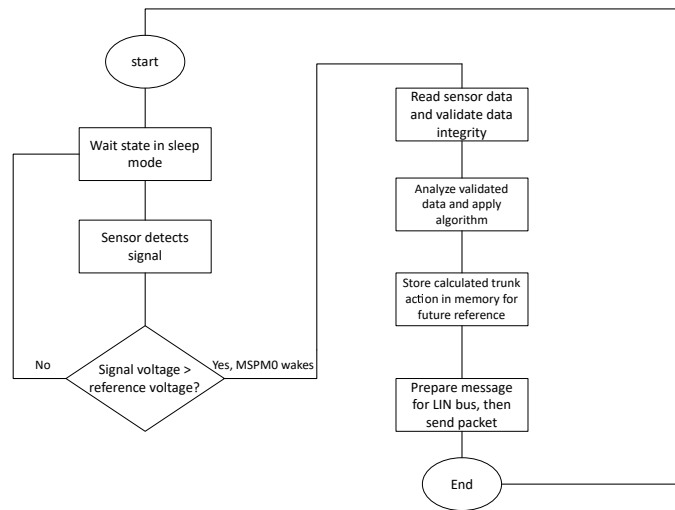 start
Wait state in sleep
mode
Sensor detects
signal
Signal voltage >
reference voltage?
No
Yes, MSPM0 wakes
Read sensor data
and validate data
integrity
Analyze validated
data and apply
algorithm
Store calculated trunk
action in memory for
future reference
Prepare message
for LIN bus, then
send packet
End